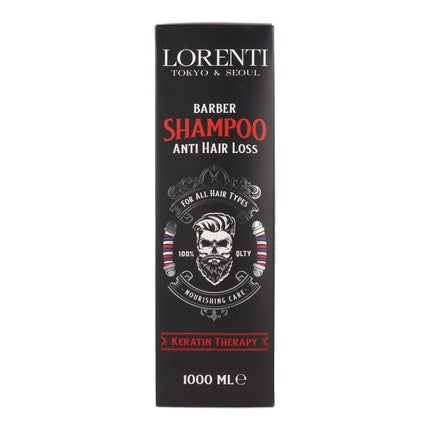 LORENTI
TOKYO & SEOUL
BARBER
SHAMPOO
ANTI HAIR LOSS
FOR ALL HAIR TYPES
100% QLTY
· NOURISHING CARE ·
KERATIN THERAPY
1000 ML ℮